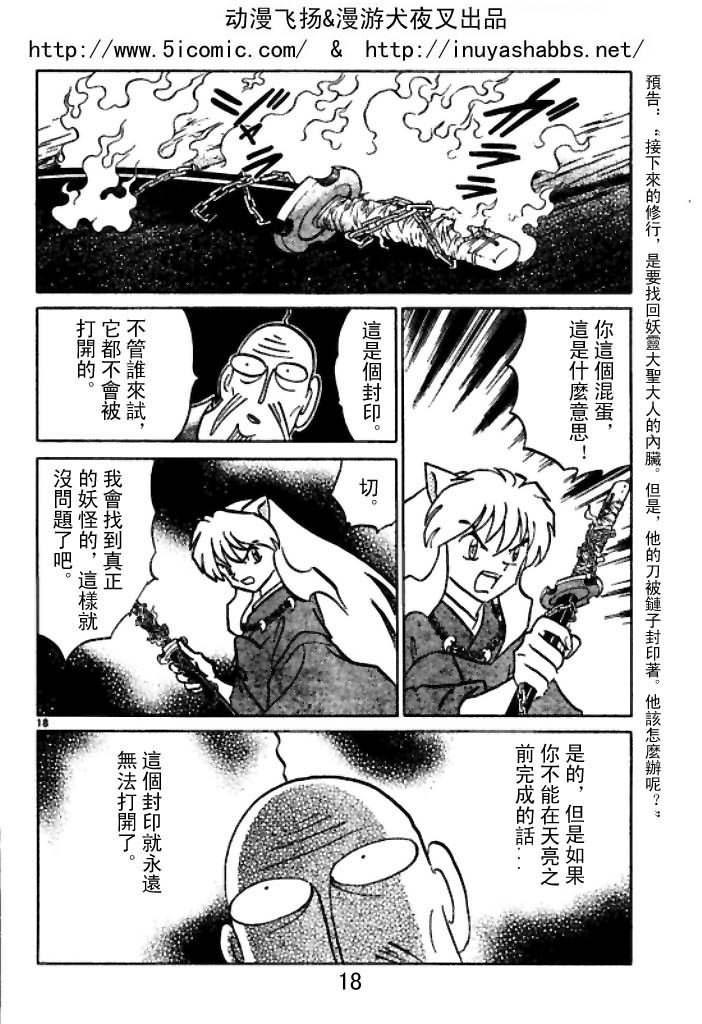 动漫飞扬&漫游犬夜叉出品
http://www.5icomic.com/ & http://inuyashabbs.net/
預告：“接下來的修行，是要找回妖靈大聖大人的內臟。但是，他的刀被鏈子封印著。他該怎麼辦呢？”
你這個混蛋，
這是什麼意思！
這是個封印。
不管誰來試，
它都不會被
打開的。
切。
我會找到真正
的妖怪的，這樣就
沒問題了吧。
18
是的，但是如果
你不能在天亮之
前完成的話…
這個封印就永遠
無法打開了。
18